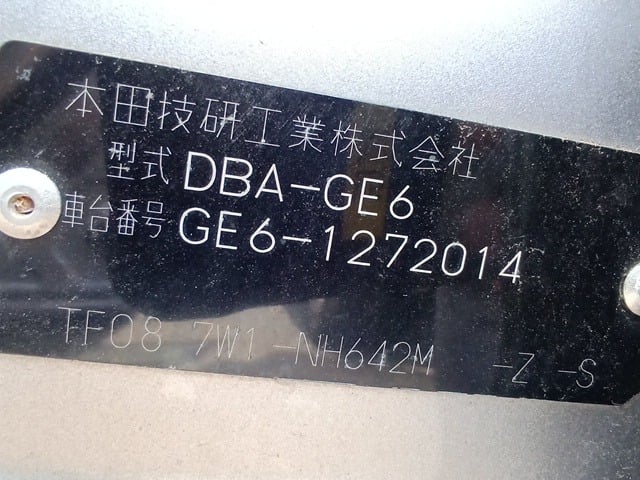 本田技研工業株式会社
型式 DBA-GE6
車台番号 GE6-1272014
TF08 7W1 -NH642M -Z -S